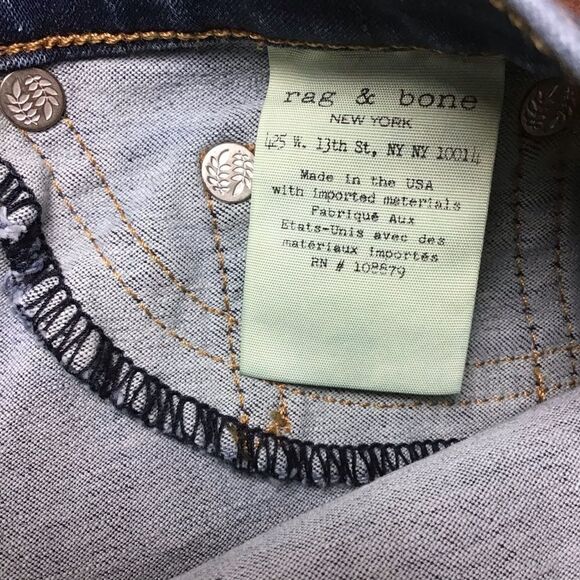 rag & bone
NEW YORK
425 W. 13th St, NY NY 10014
Made in the USA
with imported materials
Fabriqué Aux
Etats-Unis avec des
matériaux importés
RN # 108879